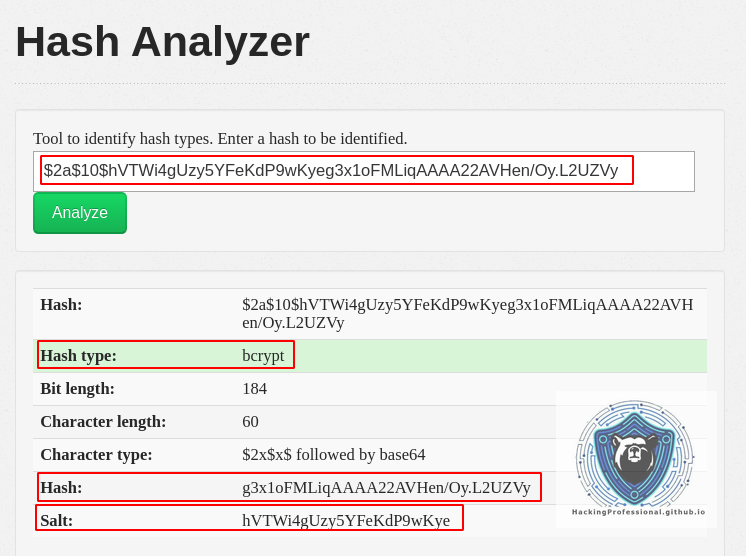 Hash Analyzer
Tool to identify hash types. Enter a hash to be identified.
$2a$10$hVTWi4gUzy5YFeKdP9wKyeg3x1oFMLiqAAAA22AVHen/Oy.L2UZVy
Analyze
Hash: $2a$10$hVTWi4gUzy5YFeKdP9wKyeg3x1oFMLiqAAAA22AVH
en/Oy.L2UZVy
Hash type: bcrypt
Bit length: 184
Character length: 60
Character type: $2x$x$ followed by base64
Hash: g3x1oFMLiqAAAA22AVHen/Oy.L2UZVy
Salt: hVTWi4gUzy5YFeKdP9wKye
HackingProfessional.github.io